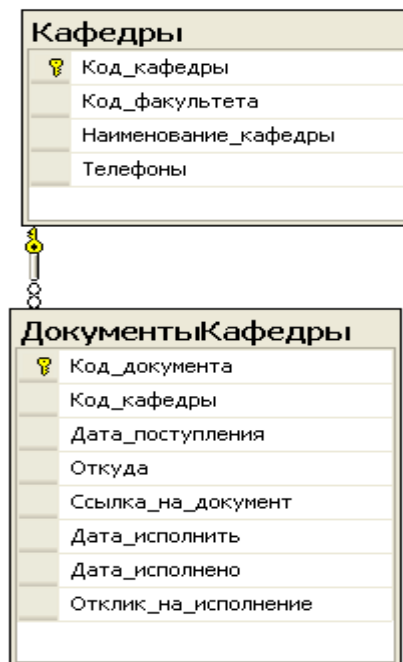 Кафедры
Код_кафедры
Код_факультета
Наименование_кафедры
Телефоны
ДокументыКафедры
Код_документа
Код_кафедры
Дата_поступления
Откуда
Ссылка_на_документ
Дата_исполнить
Дата_исполнено
Отклик_на_исполнение